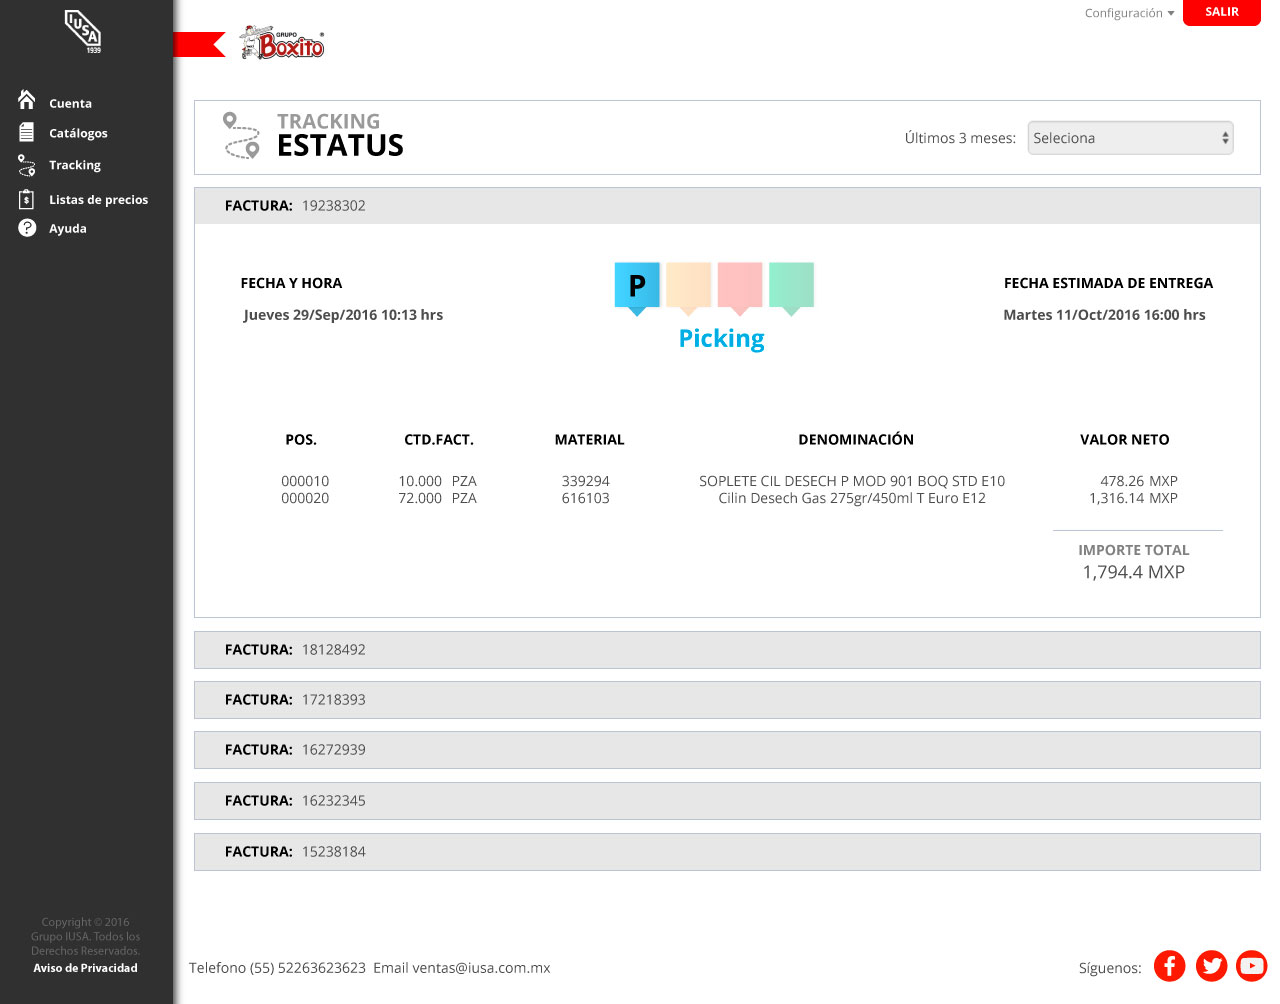 IUSA
1939
Cuenta
Catálogos
Tracking
Listas de precios
Ayuda
Copyright © 2016
Grupo IUSA. Todos los
Derechos Reservados.
Aviso de Privacidad
GRUPO
Boxito®
Configuración
SALIR
TRACKING
ESTATUS
Últimos 3 meses: Seleciona
FACTURA: 19238302
FECHA Y HORA
Jueves 29/Sep/2016 10:13 hrs
P
Picking
FECHA ESTIMADA DE ENTREGA
Martes 11/Oct/2016 16:00 hrs
POS. CTD.FACT. MATERIAL DENOMINACIÓN VALOR NETO
000010 10.000 PZA 339294 SOPLETE CIL DESECH P MOD 901 BOQ STD E10 478.26 MXP
000020 72.000 PZA 616103 Cilin Desech Gas 275gr/450ml T Euro E12 1,316.14 MXP
IMPORTE TOTAL
1,794.4 MXP
FACTURA: 18128492
FACTURA: 17218393
FACTURA: 16272939
FACTURA: 16232345
FACTURA: 15238184
Telefono (55) 52263623623 Email ventas@iusa.com.mx
Síguenos: